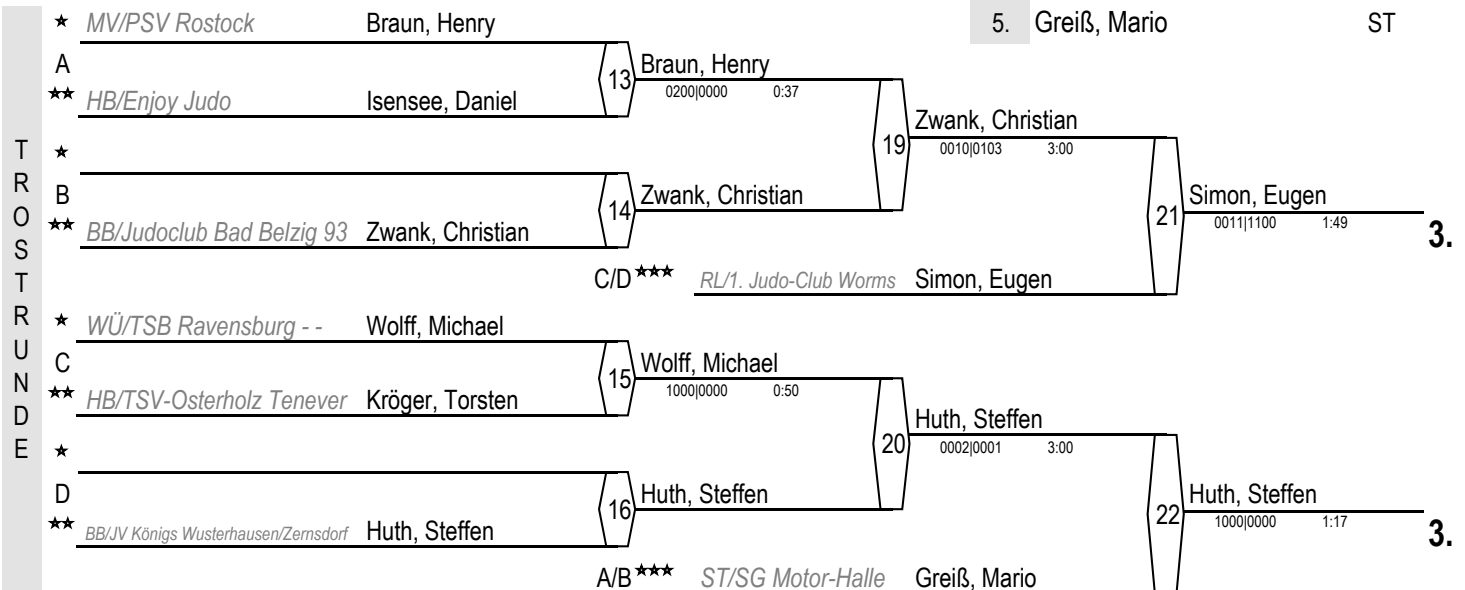 ★ MV/PSV Rostock Braun, Henry
5. Greiß, Mario ST
A
13 Braun, Henry
0200|0000 0:37
★★ HB/Enjoy Judo Isensee, Daniel
19 Zwank, Christian
0010|0103 3:00
★
B
14 Zwank, Christian
★★ BB/Judoclub Bad Belzig 93 Zwank, Christian
21 Simon, Eugen
0011|1100 1:49
3.
C/D ★★★ RL/1. Judo-Club Worms Simon, Eugen
TROSTRUNDE
★ WÜ/TSB Ravensburg - - Wolff, Michael
C
15 Wolff, Michael
1000|0000 0:50
★★ HB/TSV-Osterholz Tenever Kröger, Torsten
20 Huth, Steffen
0002|0001 3:00
★
D
16 Huth, Steffen
★★ BB/JV Königs Wusterhausen/Zernsdorf Huth, Steffen
22 Huth, Steffen
1000|0000 1:17
3.
A/B ★★★ ST/SG Motor-Halle Greiß, Mario